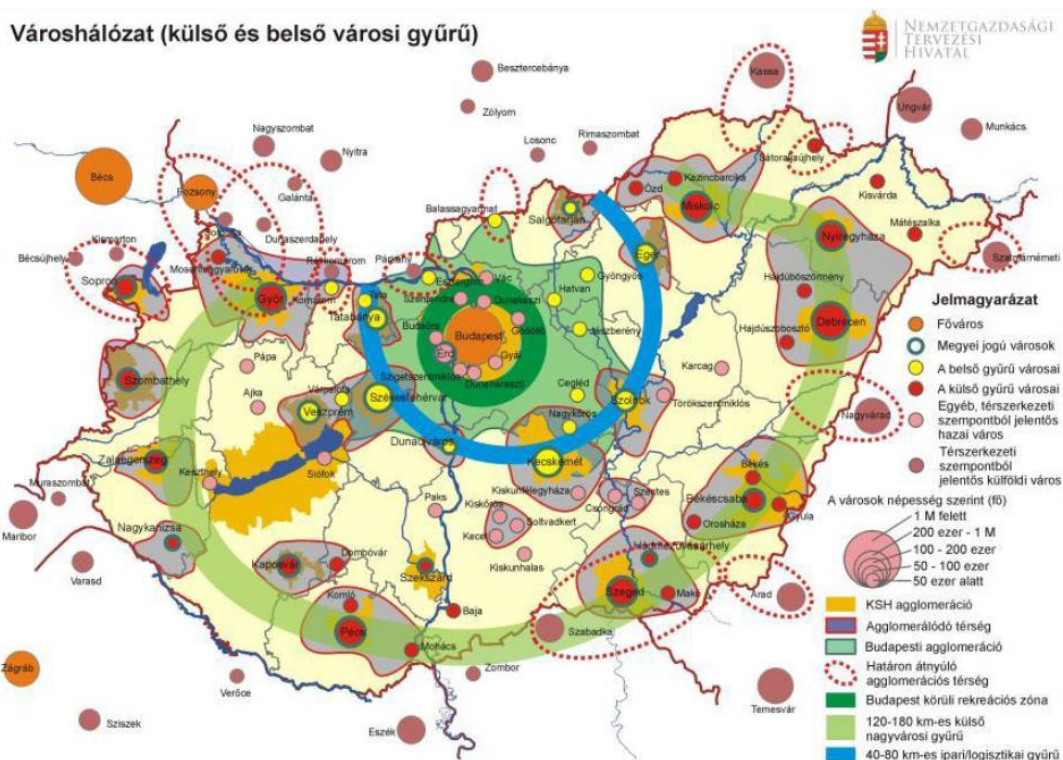 Városhálózat (külső és belső városi gyűrű)
NEMZETGAZDASÁGI
TERVEZÉSI
HIVATAL
Besztercebánya
Kassa
Zólyom
Ungvár
Munkács
Nagyszombat
Nyitra
Losonc
Rimaszombat
Bécs
Pozsony
Galánta
Sátoraljaújhely
Kazincbarcika
Ózd
Miskolc
Kisvárda
Balassagyarmat
Salgótarján
Mátészalka
Nyíregyháza
Szatmárnémeti
Kismarton
Bécsújhely
Dunaszerdahely
Mosonmagyaróvár
Révkomárom
Párkány
Esztergom
Vác
Eger
Gyöngyös
Hatvan
Hajdúböszörmény
Sopron
Győr
Komárom
Tata
Tatabánya
Szentendre
Dunakeszi
Budaörs
Budapest
Gödöllő
Jászberény
Hajdúszoboszló
Debrecen
Érd
Gyál
Szigetszentmiklós
Dunaharaszti
Pápa
Szombathely
Ajka
Várpalota
Veszprém
Székesfehérvár
Cegléd
Nagykőrös
Szolnok
Karcag
Törökszentmiklós
Nagyvárad
Dunaújváros
Kecskemét
Zalaegerszeg
Keszthely
Siófok
Muraszombat
Maribor
Nagykanizsa
Paks
Kiskunfélegyháza
Kiskőrös
Soltvadkert
Kecel
Kiskunhalas
Csongrád
Szentes
Békés
Békéscsaba
Gyula
Orosháza
Varasd
Kaposvár
Dombóvár
Szekszárd
Hódmezővásárhely
Szeged
Makó
Arad
Komló
Pécs
Baja
Mohács
Szabadka
Zombor
Zágráb
Verőce
Sziszek
Eszék
Temesvár
Jelmagyarázat
Főváros
Megyei jogú városok
A belső gyűrű városai
A külső gyűrű városai
Egyéb, térszerkezeti
szempontból jelentős
hazai város
Térszerkezeti
szempontból
jelentős külföldi város
A városok népesség szerint (fő)
1 M felett
200 ezer - 1 M
100 - 200 ezer
50 - 100 ezer
50 ezer alatt
KSH agglomeráció
Agglomerálódó térség
Budapesti agglomeráció
Határon átnyúló
agglomerációs térség
Budapest körüli rekreációs zóna
120-180 km-es külső
nagyvárosi gyűrű
40-80 km-es ipari/logisztikai gyűrű